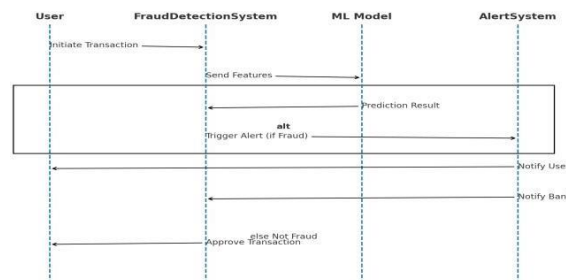 User FraudDetectionSystem ML Model AlertSystem
Initiate Transaction
Send Features
Prediction Result
alt
Trigger Alert (if Fraud)
Notify Use
Notify Ban
else Not Fraud
Approve Transaction